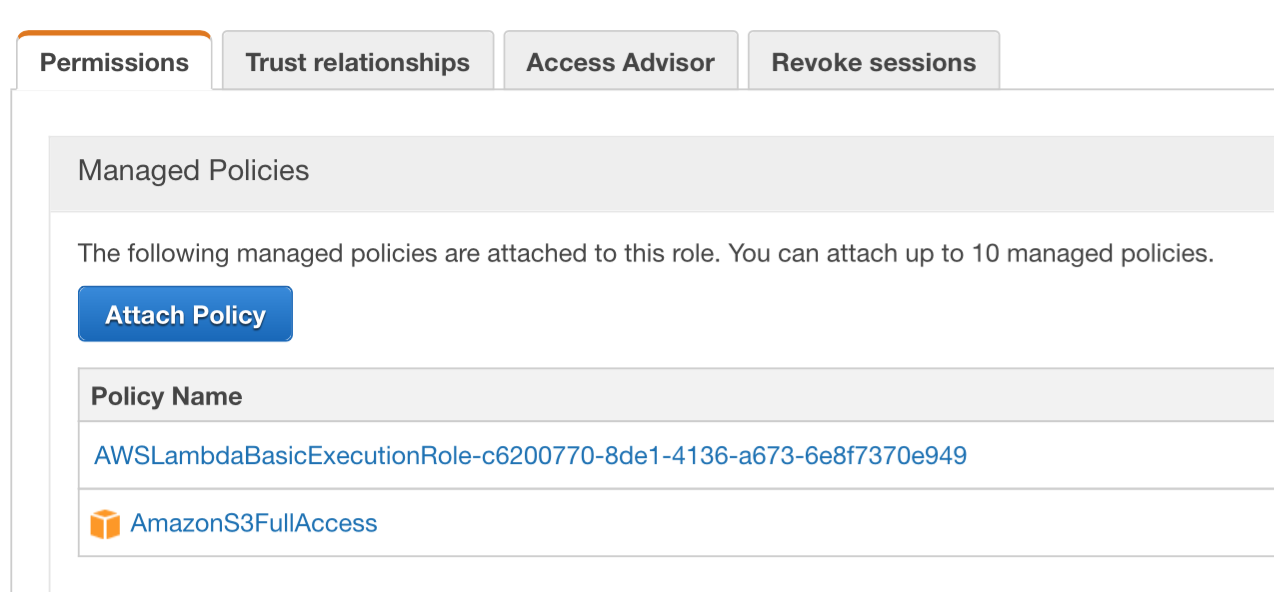 Permissions Trust relationships Access Advisor Revoke sessions
Managed Policies
The following managed policies are attached to this role. You can attach up to 10 managed policies.
Attach Policy
Policy Name
AWSLambdaBasicExecutionRole-c6200770-8de1-4136-a673-6e8f7370e949
AmazonS3FullAccess